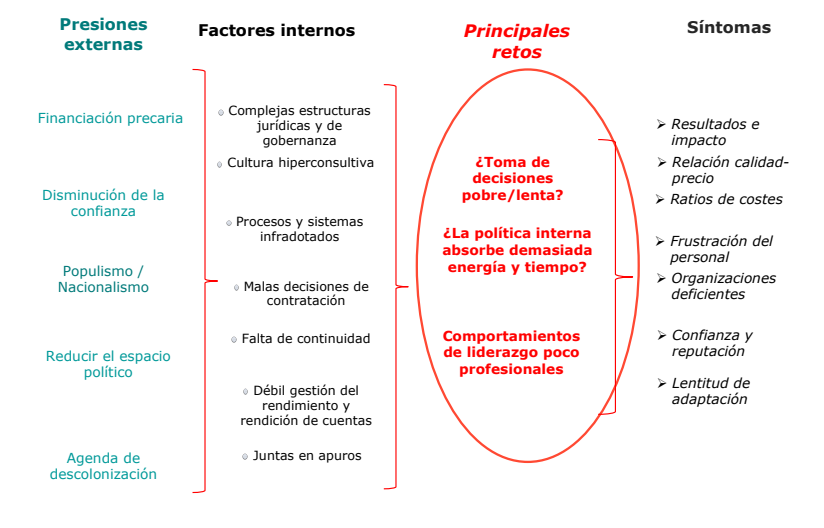 Presiones
externas
Financiación precaria
Disminución de la
confianza
Populismo /
Nacionalismo
Reducir el espacio
político
Agenda de
descolonización
Factores internos
Complejas estructuras
jurídicas y de
gobernanza
Cultura hiperconsultiva
Procesos y sistemas
infradotados
Malas decisiones de
contratación
Falta de continuidad
Débil gestión del
rendimiento y
rendición de cuentas
Juntas en apuros
Principales
retos
¿Toma de
decisiones
pobre/lenta?
¿La política interna
absorbe demasiada
energía y tiempo?
Comportamientos
de liderazgo poco
profesionales
Síntomas
Resultados e
impacto
Relación calidad-
precio
Ratios de costes
Frustración del
personal
Organizaciones
deficientes
Confianza y
reputación
Lentitud de
adaptación